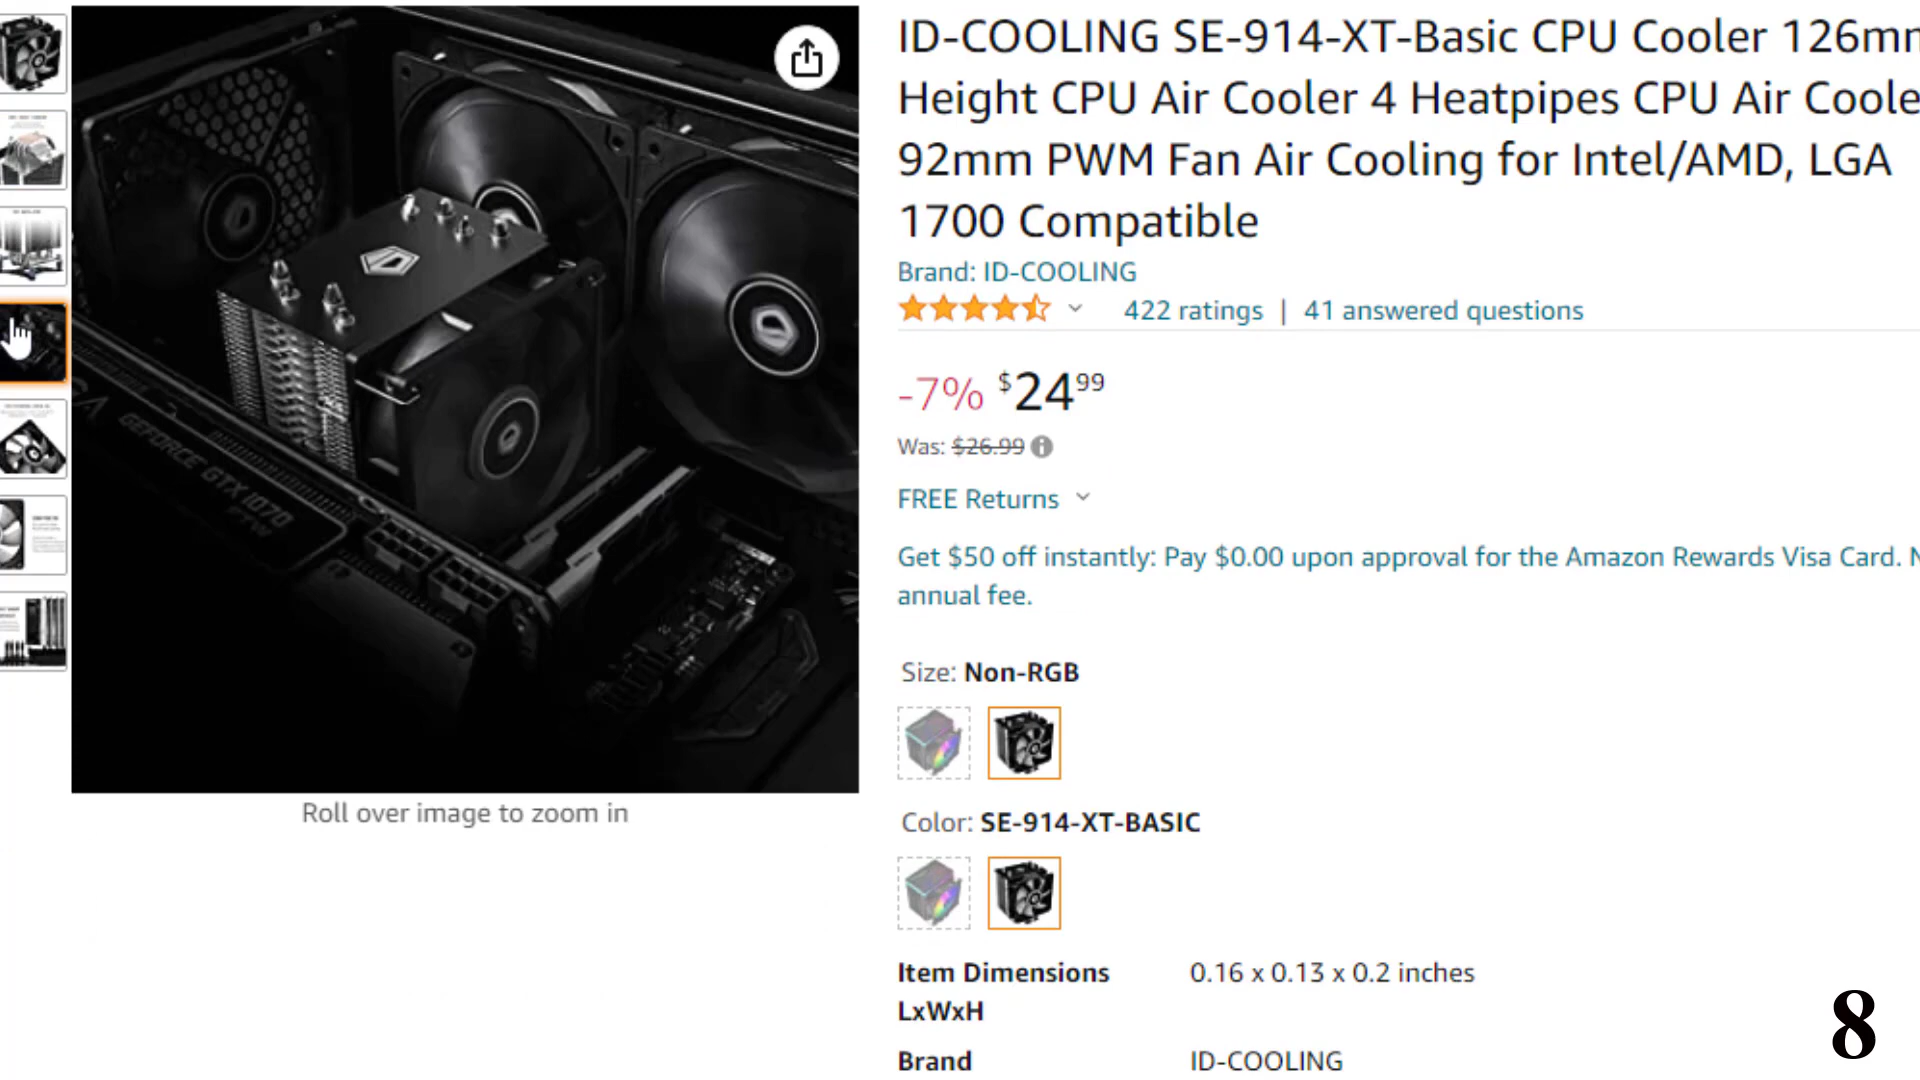 ID-COOLING SE-914-XT-Basic CPU Cooler 126mm
Height CPU Air Cooler 4 Heatpipes CPU Air Coole
92mm PWM Fan Air Cooling for Intel/AMD, LGA
1700 Compatible
Brand: ID-COOLING
422 ratings | 41 answered questions
-7% $24 99
Was: $26.99
FREE Returns
Get $50 off instantly: Pay $0.00 upon approval for the Amazon Rewards Visa Card. N
annual fee.
Size: Non-RGB
Color: SE-914-XT-BASIC
Item Dimensions 0.16 x 0.13 x 0.2 inches
LxWxH
Brand ID-COOLING
GEFORCE GTX 1070
FTW
Roll over image to zoom in
8